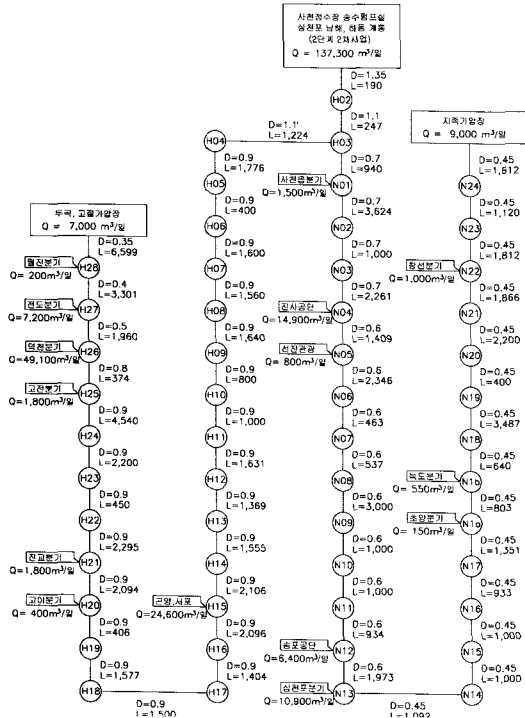 사천정수장 송수펌프실
삼천포 남해, 하동 계통
(2단계 2차사업)
Q = 137,300 m³/일
D=1.35
L=190
H02
D=1.1
L=247
H03
D=1.1
L=1,224
H04
D=0.9
L=1,776
H05
D=0.9
L=400
H06
D=0.9
L=1,600
H07
D=0.9
L=1,560
H08
D=0.9
L=1,640
H09
D=0.9
L=800
H10
D=0.9
L=1,000
H11
D=0.9
L=1,631
H12
D=0.9
L=1,369
H13
D=0.9
L=1,555
H14
D=0.9
L=2,106
곤양,서포
H15
Q=24,600m³/일
D=0.9
L=2,096
H16
D=0.9
L=1,404
H17
D=0.9
L=1,500
H18
D=0.9
L=1,577
H19
D=0.9
L=406
고이분기
H20
Q= 400m³/일
D=0.9
L=2,094
진교분기
H21
Q=1,800m³/일
D=0.9
L=2,295
H22
D=0.9
L=450
H23
D=0.9
L=2,200
H24
D=0.9
L=4,540
고전분기
H25
Q=1,800m³/일
D=0.8
L=374
덕천분기
H26
Q=49,100m³/일
D=0.5
L=1,960
전도분기
H27
Q=7,200m³/일
D=0.4
L=3,301
월진분기
H28
Q= 200m³/일
D=0.35
L=6,599
두곡, 고절가압장
Q = 7,000 m³/일
D=0.7
L=940
사천읍분기
N01
Q=1,500m³/일
D=0.7
L=3,624
N02
D=0.7
L=1,000
N03
D=0.7
L=2,261
진사공단
N04
Q=14,900m³/일
D=0.6
L=1,409
선진관광
N05
Q= 800m³/일
D=0.6
L=2,346
N06
D=0.6
L=463
N07
D=0.6
L=537
N08
D=0.6
L=3,000
N09
D=0.6
L=1,000
N10
D=0.6
L=1,000
N11
D=0.6
L=934
송포공단
N12
Q=6,400m³/일
D=0.6
L=1,973
삼천포분기
N13
Q=10,900m³/일
D=0.45
L=1,092
N14
D=0.45
L=1,000
N15
D=0.45
L=1,000
N16
D=0.45
L=933
N17
D=0.45
L=1,351
초양분기
N1a
Q= 150m³/일
D=0.45
L=803
늑도분기
N1b
Q= 550m³/일
D=0.45
L=640
N18
D=0.45
L=3,487
N19
D=0.45
L=400
N20
D=0.45
L=2,200
N21
D=0.45
L=1,866
창선분기
N22
Q=1,000m³/일
D=0.45
L=1,812
N23
D=0.45
L=1,120
N24
D=0.45
L=1,612
지족가압장
Q = 9,000 m³/일